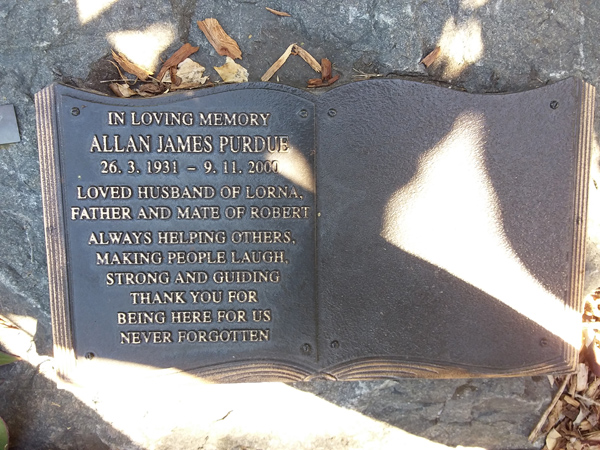 IN LOVING MEMORY
ALLAN JAMES PURDUE
26. 3. 1931 – 9. 11. 2000
LOVED HUSBAND OF LORNA,
FATHER AND MATE OF ROBERT
ALWAYS HELPING OTHERS,
MAKING PEOPLE LAUGH,
STRONG AND GUIDING
THANK YOU FOR
BEING HERE FOR US
NEVER FORGOTTEN